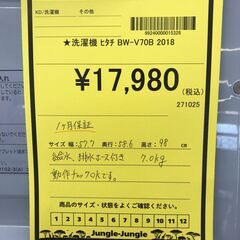 KD/洗濯機 その他
99240000015328
★洗濯機 ﾋﾀﾁ BW-V70B 2018
¥17,980(税込)
271025
1ヶ月保証
サイズ 幅:57.7 奥:58.6 高さ:98 CM
給水、排水ホース付き 7.0kg
動作チェックOKです。
商品のサイズ・状態をよくご確認ください。
1 2 3 4 5 6 7 8 9 10 11 12
Jungle-Jungle